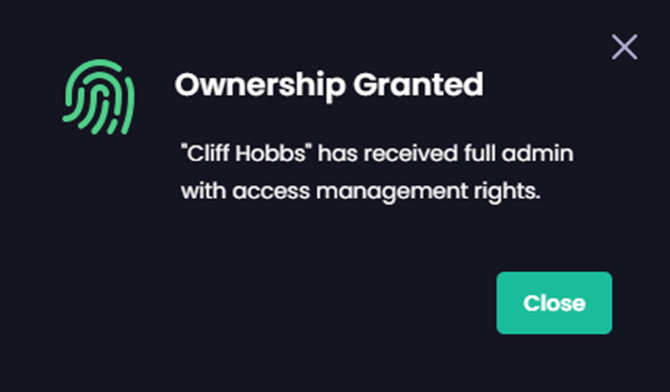 Ownership Granted
"Cliff Hobbs" has received full admin
with access management rights.
Close